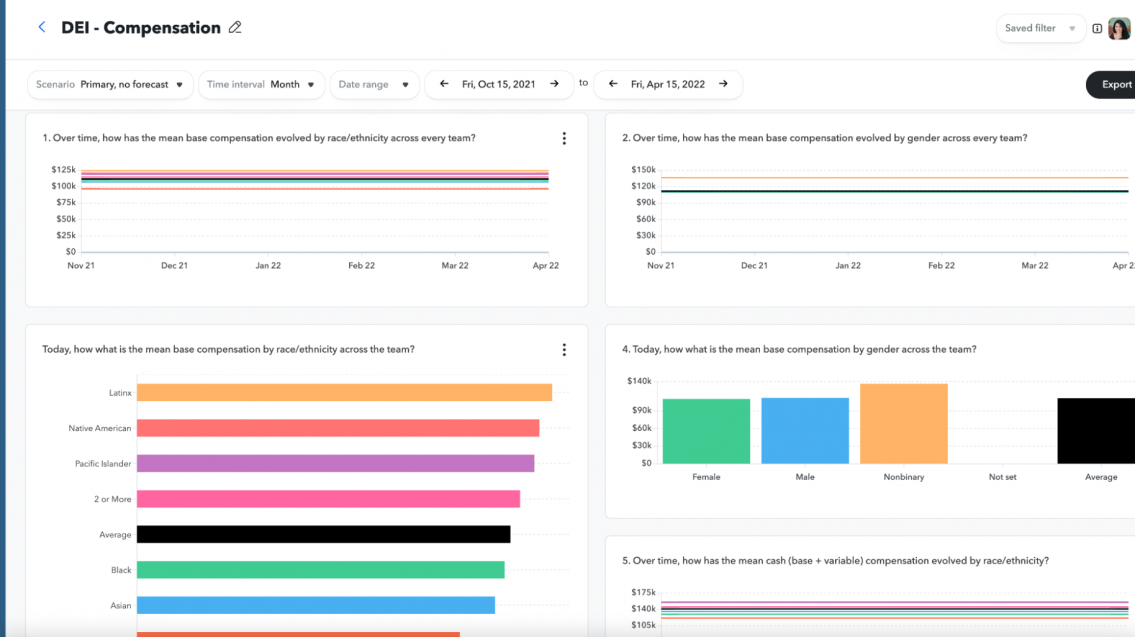 DEI - Compensation
Saved filter
Scenario Primary, no forecast
Time interval Month
Date range
Fri, Oct 15, 2021
to
Fri, Apr 15, 2022
Export
1. Over time, how has the mean base compensation evolved by race/ethnicity across every team?
$125k
$100k
$75k
$50k
$25k
$0
Nov 21 Dec 21 Jan 22 Feb 22 Mar 22 Apr 22
2. Over time, how has the mean base compensation evolved by gender across every team?
$150k
$120k
$90k
$60k
$30k
$0
Nov 21 Dec 21 Jan 22 Feb 22 Mar 22 Apr 2
Today, how what is the mean base compensation by race/ethnicity across the team?
Latinx
Native American
Pacific Islander
2 or More
Average
Black
Asian
4. Today, how what is the mean base compensation by gender across the team?
$140k
$90k
$60k
$30k
$0
Female Male Nonbinary Not set Average
5. Over time, how has the mean cash (base + variable) compensation evolved by race/ethnicity?
$175k
$140k
$105k